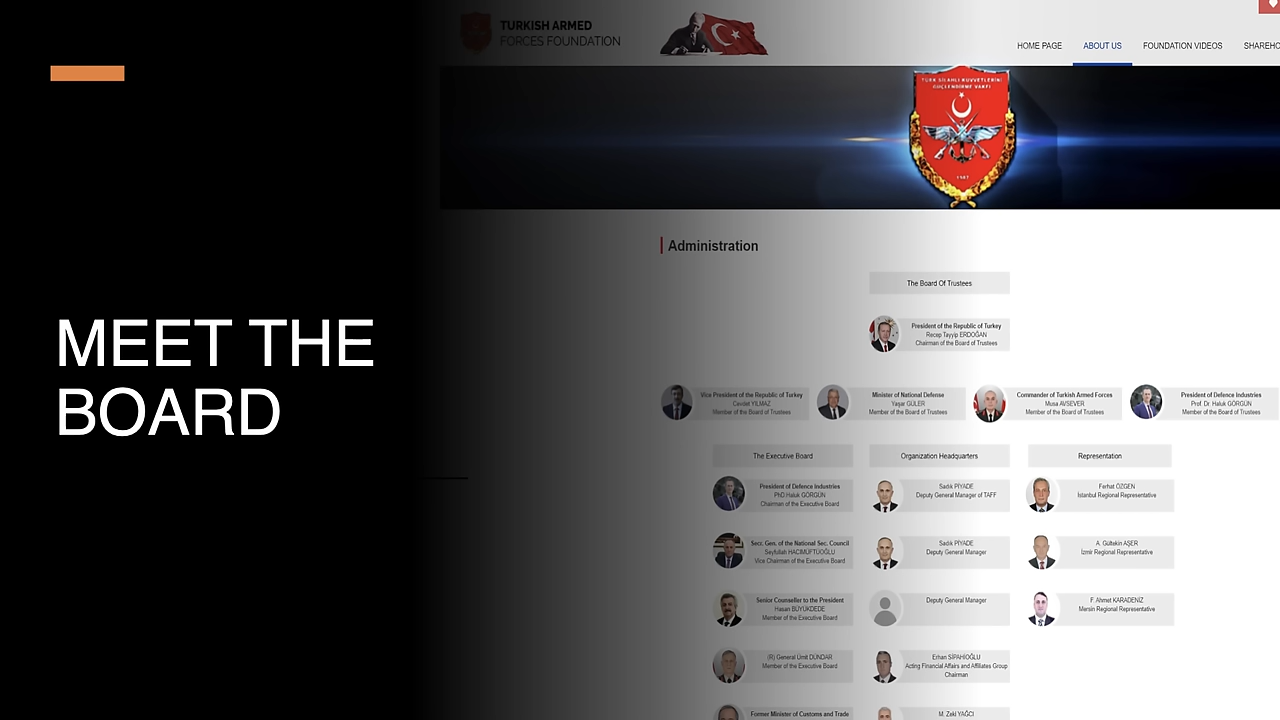 TURKISH ARMED
FORCES FOUNDATION
HOME PAGE
ABOUT US
FOUNDATION VIDEOS
SHAREHO
TÜRK SİLAHLI KUVVETLERİNİ
GÜÇLENDİRME VAKFI
1987
MEET THE
BOARD
Administration
The Board Of Trustees
President of the Republic of Turkey
Recep Tayyip ERDOĞAN
Chairman of the Board of Trustees
Vice President of the Republic of Turkey
Cevdet YILMAZ
Member of the Board of Trustees
Minister of National Defense
Yaşar GÜLER
Member of the Board of Trustees
Commander of Turkish Armed Forces
Musa AVSEVER
Member of the Board of Trustees
President of Defence Industries
Prof. Dr. Haluk GÖRGÜN
Member of the Board of Trustees
The Executive Board
President of Defence Industries
PhD.Haluk GÖRGÜN
Chairman of the Executive Board
Secr. Gen. of the National Sec. Council
Seyfullah HACIMÜFTÜOĞLU
Vice Chairman of the Executive Board
Senior Counseller to the President
Hasan BÜYÜKDEDE
Member of the Executive Board
(R) General Ümit DÜNDAR
Member of the Executive Board
Former Minister of Customs and Trade
Organization Headquarters
Sadık PİYADE
Deputy General Manager of TAFF
Sadık PİYADE
Deputy General Manager
Deputy General Manager
Erhan SİPAHİOĞLU
Acting Financial Affairs and Affiliates Group
Chairman
M. Zeki YAĞCI
Representation
Ferhat ÖZGEN
İstanbul Regional Representative
A. Gültekin AŞER
İzmir Regional Representative
F. Ahmet KARADENİZ
Mersin Regional Representative